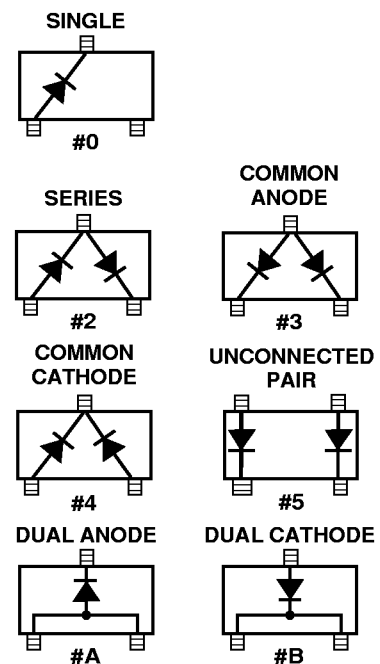 SINGLE
#0
SERIES
#2
COMMON
ANODE
#3
COMMON
CATHODE
#4
UNCONNECTED
PAIR
#5
DUAL ANODE
#A
DUAL CATHODE
#B